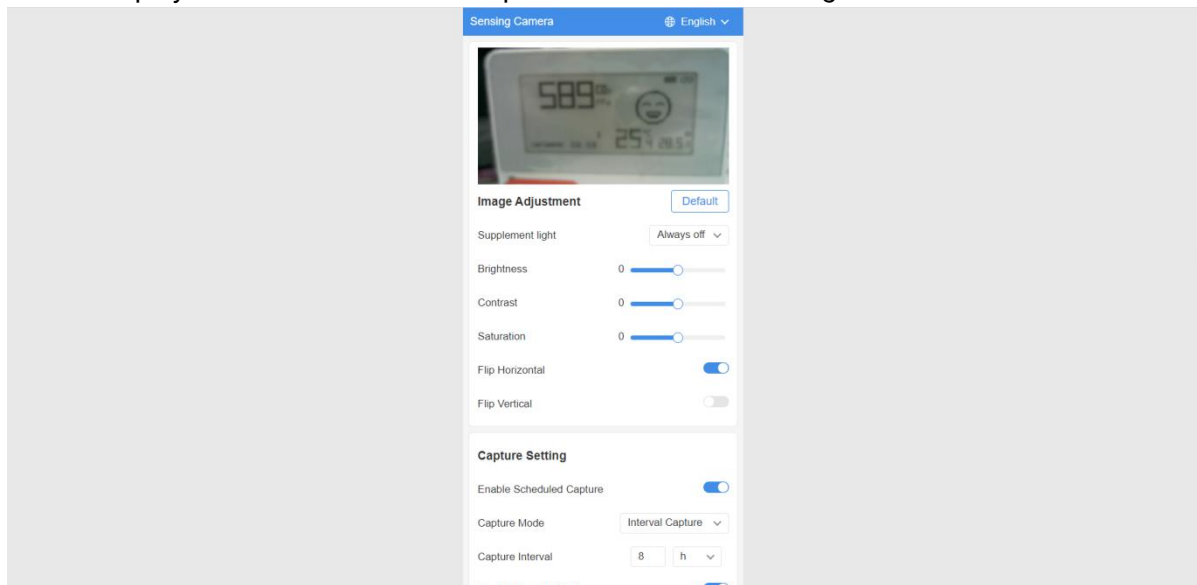 Sensing Camera English
589
25
28.5
Image Adjustment Default
Supplement light Always off
Brightness 0
Contrast 0
Saturation 0
Flip Horizontal
Flip Vertical
Capture Setting
Enable Scheduled Capture
Capture Mode Interval Capture
Capture Interval 8 h